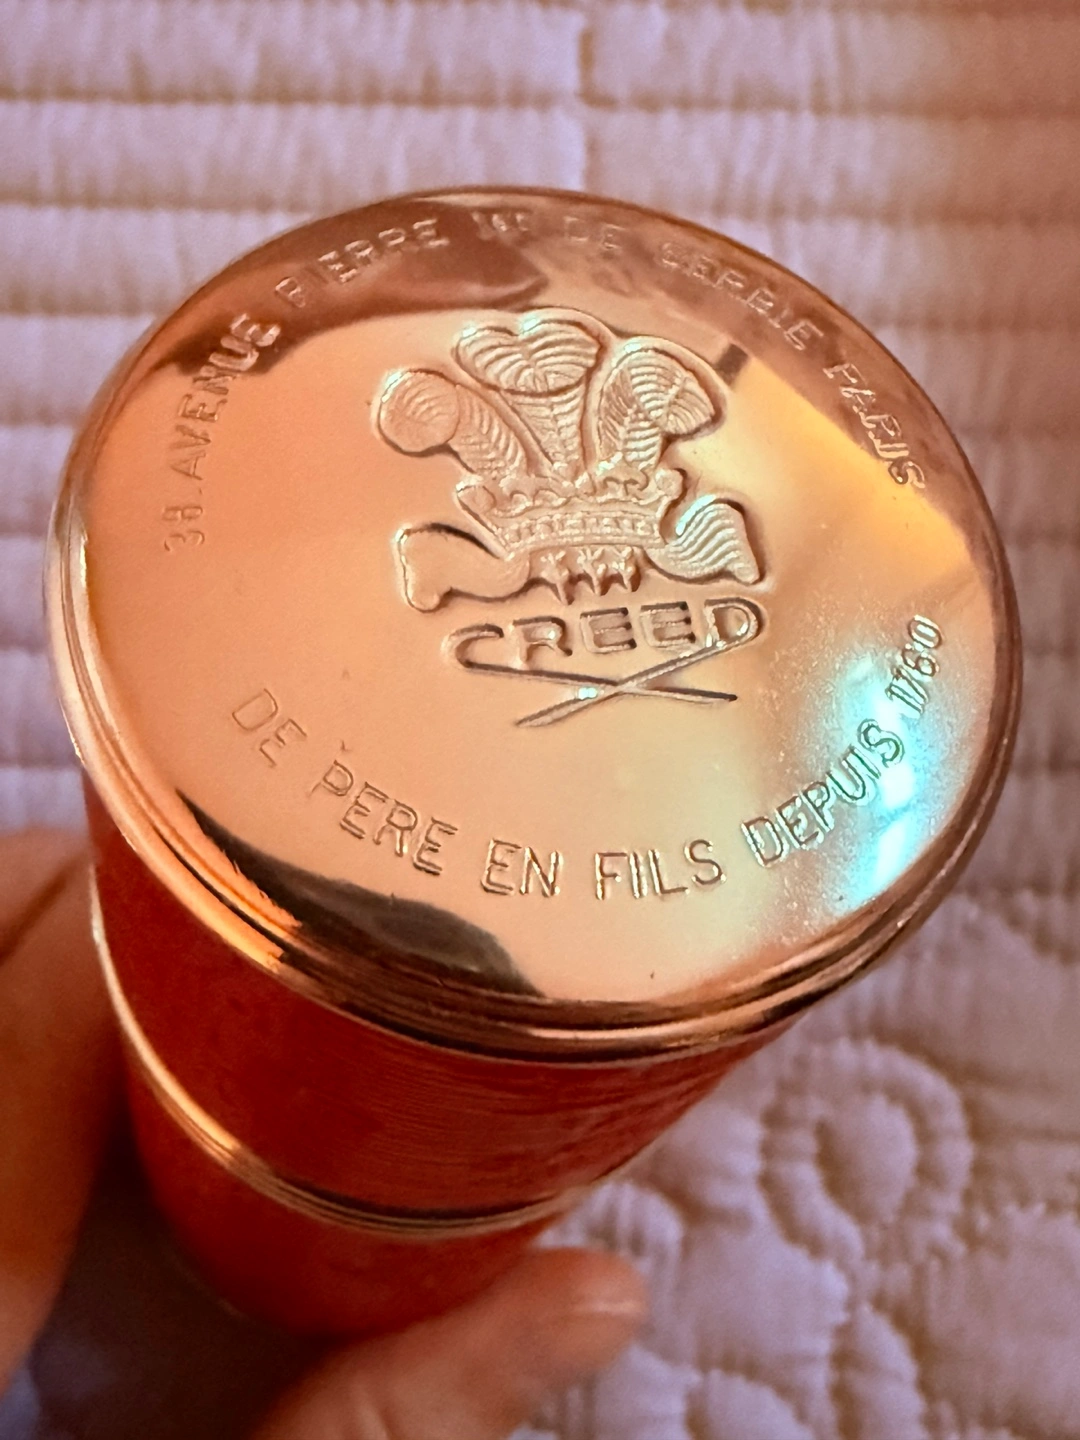 38. AVENUE PIERRE 1ER DE SERBIE PARIS
CREED
DE PERE EN FILS DEPUIS 1760